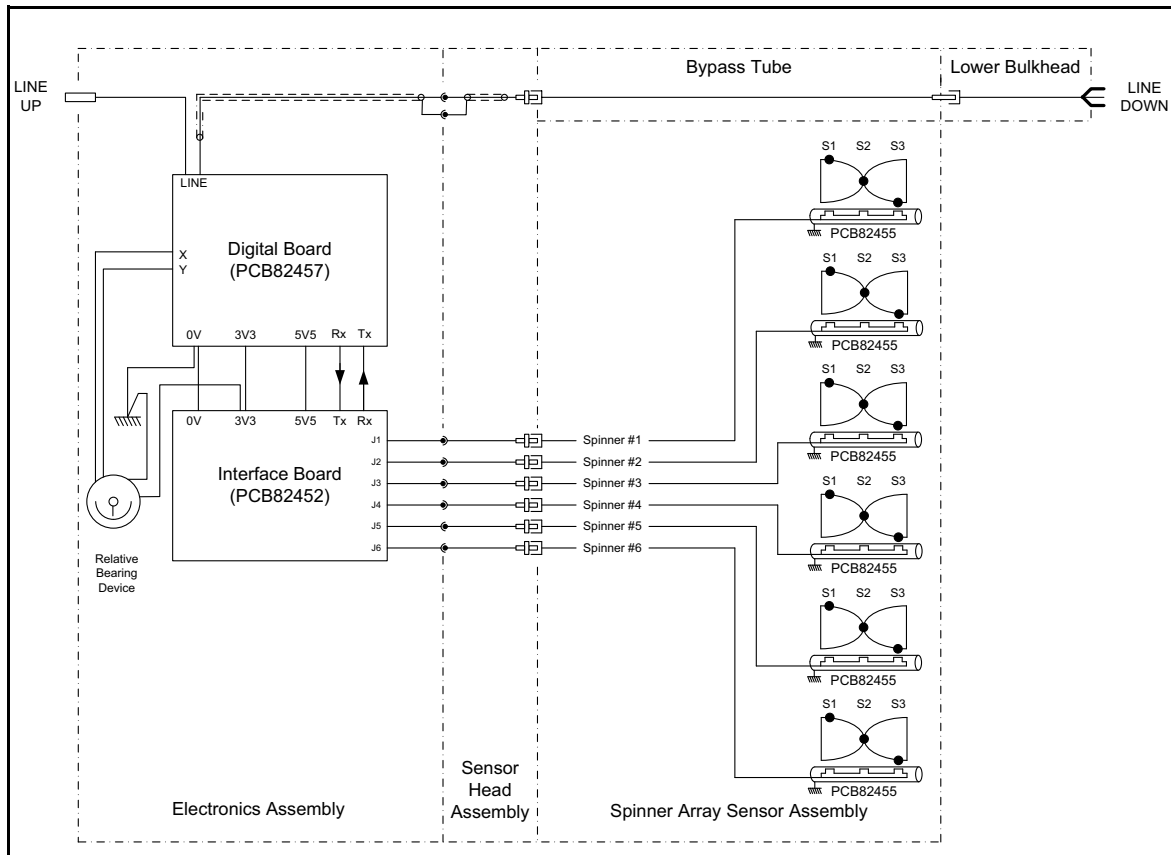 Bypass Tube
Lower Bulkhead
LINE
UP
LINE
DOWN
LINE
Digital Board
(PCB82457)
X
Y
0V 3V3 5V5 Rx Tx
0V 3V3 5V5 Tx Rx
Interface Board
(PCB82452)
J1
J2
J3
J4
J5
J6
Relative
Bearing
Device
Spinner #1
Spinner #2
Spinner #3
Spinner #4
Spinner #5
Spinner #6
S1 S2 S3
PCB82455
S1 S2 S3
PCB82455
S1 S2 S3
PCB82455
S1 S2 S3
PCB82455
S1 S2 S3
PCB82455
S1 S2 S3
PCB82455
Electronics Assembly
Sensor
Head
Assembly
Spinner Array Sensor Assembly